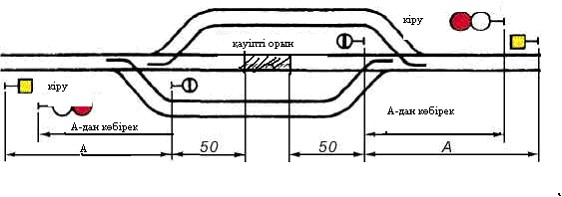 кіру
қауіпті орын
кіру
А-дан көбірек
А-дан көбірек
А
50
50
А